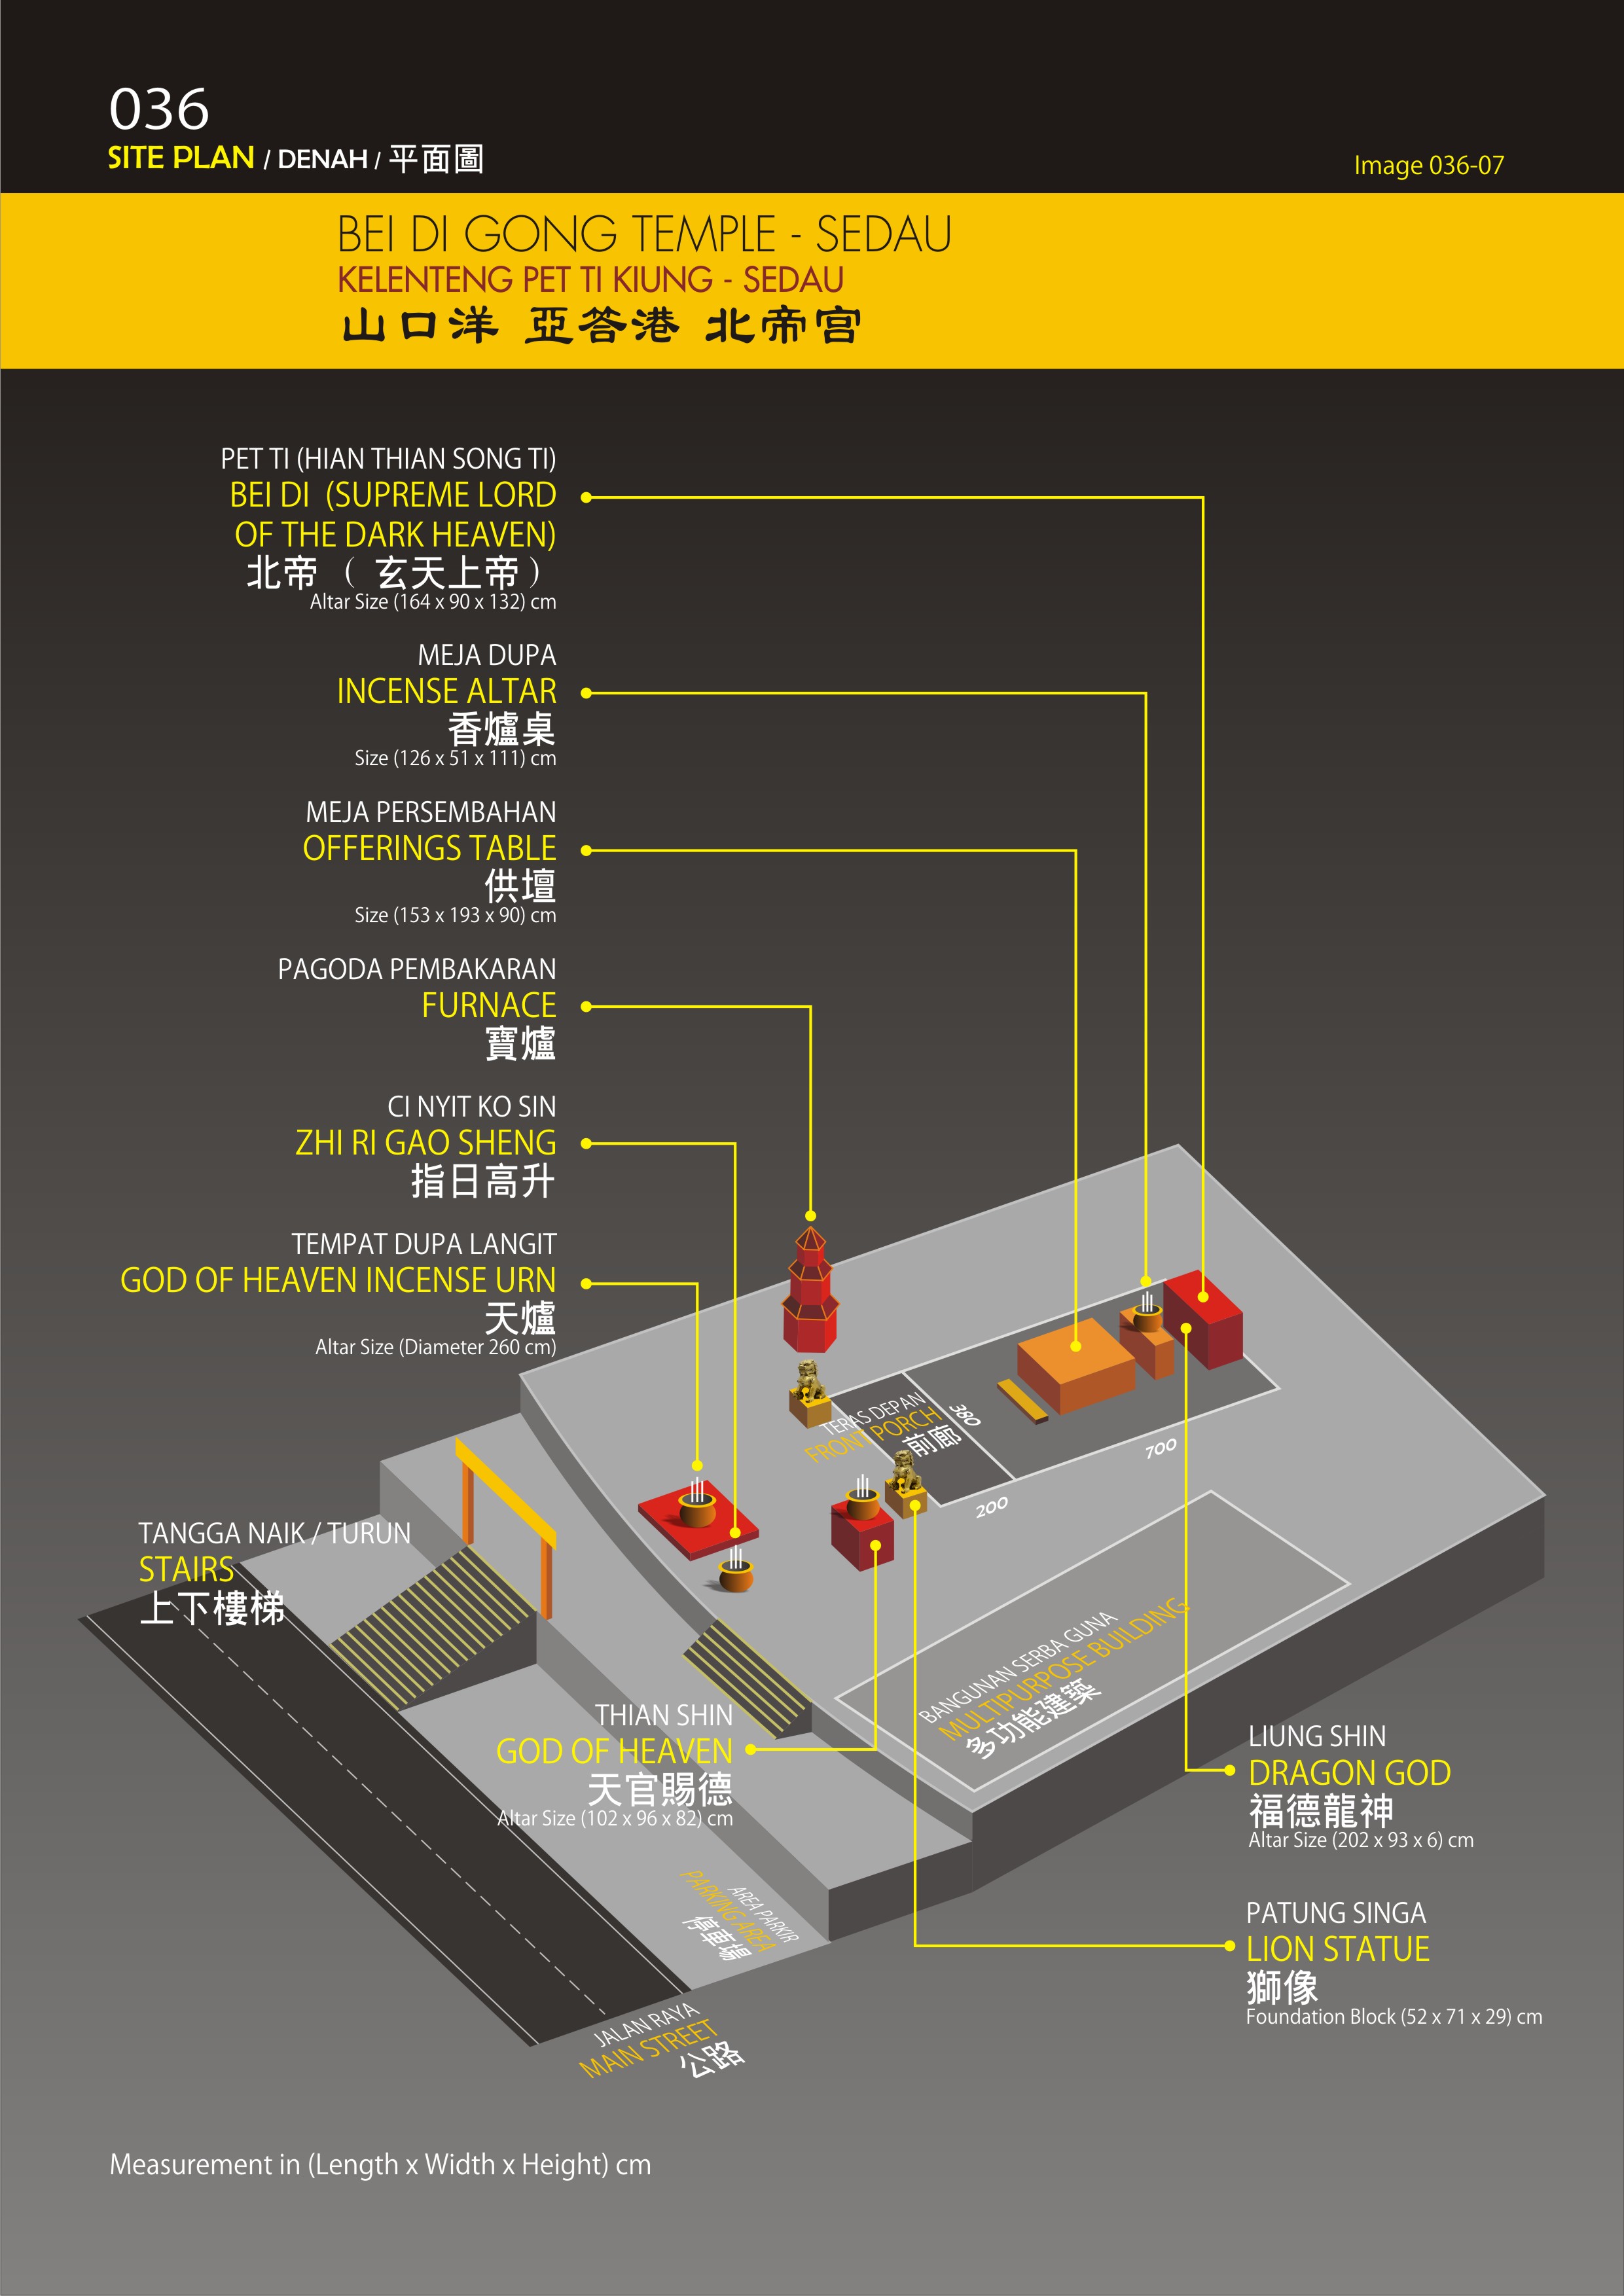 036
SITE PLAN / DENAH / 平面圖
Image 036-07
BEI DI GONG TEMPLE - SEDAU
KELENTENG PET TI KIUNG - SEDAU
山口洋 亞答港 北帝宫
PET TI (HIAN THIAN SONG TI)
BEI DI (SUPREME LORD
OF THE DARK HEAVEN)
北帝 （ 玄天上帝 ）
Altar Size (164 x 90 x 132) cm
MEJA DUPA
INCENSE ALTAR
香爐桌
Size (126 x 51 x 111) cm
MEJA PERSEMBAHAN
OFFERINGS TABLE
供壇
Size (153 x 193 x 90) cm
PAGODA PEMBAKARAN
FURNACE
寶爐
CI NYIT KO SIN
ZHI RI GAO SHENG
指日高升
TEMPAT DUPA LANGIT
GOD OF HEAVEN INCENSE URN
天爐
Altar Size (Diameter 260 cm)
TERAS DEPAN
FRONT PORCH
前廊
380
700
200
TANGGA NAIK / TURUN
STAIRS
上下樓梯
BANGUNAN SERBA GUNA
MULTIPURPOSE BUILDING
多功能建築
THIAN SHIN
GOD OF HEAVEN
天官賜德
Altar Size (102 x 96 x 82) cm
LIUNG SHIN
DRAGON GOD
福德龍神
Altar Size (202 x 93 x 6) cm
AREA PARKIR
PARKING AREA
停車場
PATUNG SINGA
LION STATUE
獅像
Foundation Block (52 x 71 x 29) cm
JALAN RAYA
MAIN STREET
公路
Measurement in (Length x Width x Height) cm